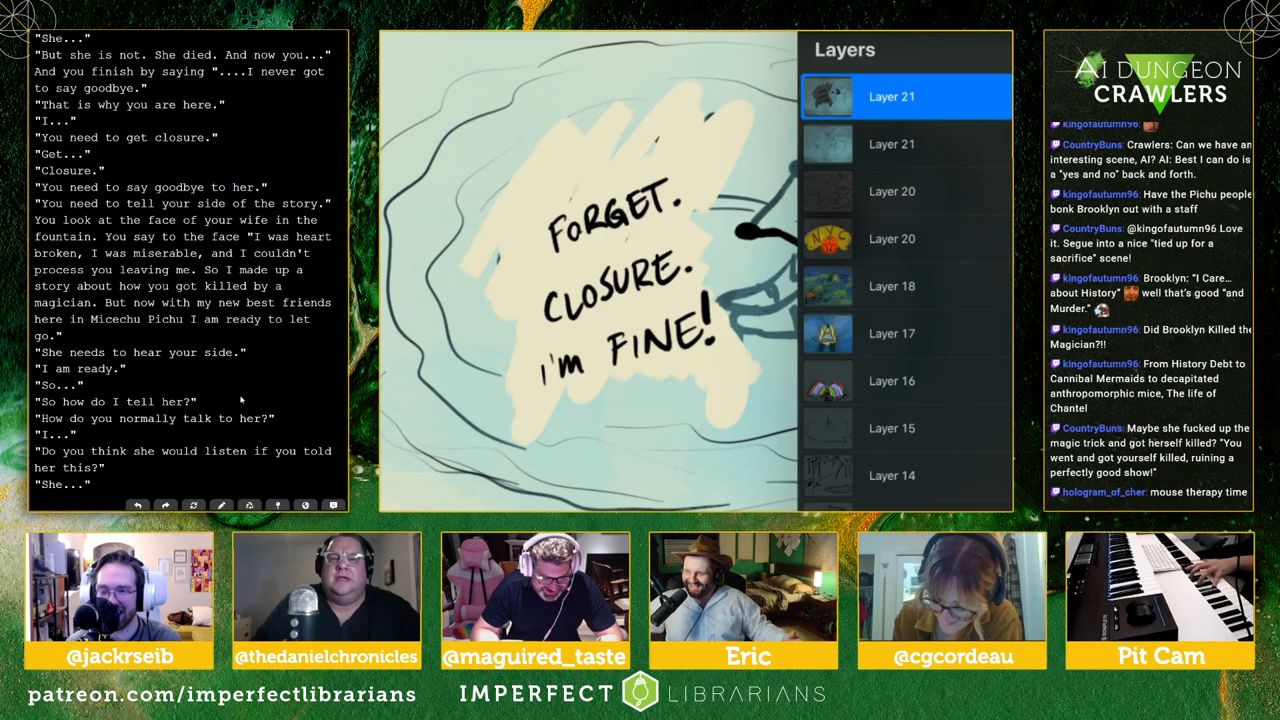 "She..."
"But she is not. She died. And now you..."
And you finish by saying "....I never got
to say goodbye."
"That is why you are here."
"I..."
"You need to get closure."
"Get..."
"Closure."
"You need to say goodbye to her."
"You need to tell your side of the story."
You look at the face of your wife in the
fountain. You say to the face "I was heart
broken, I was miserable, and I couldn't
process you leaving me. So I made up a
story about how you got killed by a
magician. But now with my new best friends
here in Micechu Pichu I am ready to let
go."
"She needs to hear your side."
"I am ready."
"So..."
"So how do I tell her?"
"How do you normally talk to her?"
"I..."
"Do you think she would listen if you told
her this?"
"She..."
FORGET.
CLOSURE.
I'm FINE!
Layers
Layer 21
Layer 21
Layer 20
NYC
Layer 20
Layer 18
Layer 17
Layer 16
Layer 15
Layer 14
AI DUNGEON
CRAWLERS
kingofautumn96:
CountryBuns: Crawlers: Can we have an
interesting scene, AI? AI: Best I can do is
a "yes and no" back and forth.
kingofautumn96: Have the Pichu people
bonk Brooklyn out with a staff
CountryBuns: @kingofautumn96 Love
it. Segue into a nice "tied up for a
sacrifice" scene!
kingofautumn96: Brooklyn: "I Care...
about History" well that's good "and
Murder."
kingofautumn96: Did Brooklyn Killed the
Magician?!!
kingofautumn96: From History Debt to
Cannibal Mermaids to decapitated
anthropomorphic mice, The life of
Chantel
CountryBuns: Maybe she fucked up the
magic trick and got herself killed? "You
went and got yourself killed, ruining a
perfectly good show!"
hologram_of_cher: mouse therapy time
@jackrseib
@thedanielchronicles
@maguired_taste
Eric
@cgcordeau
Pit Cam
patreon.com/imperfectlibrarians
IMPERFECT LIBRARIANS